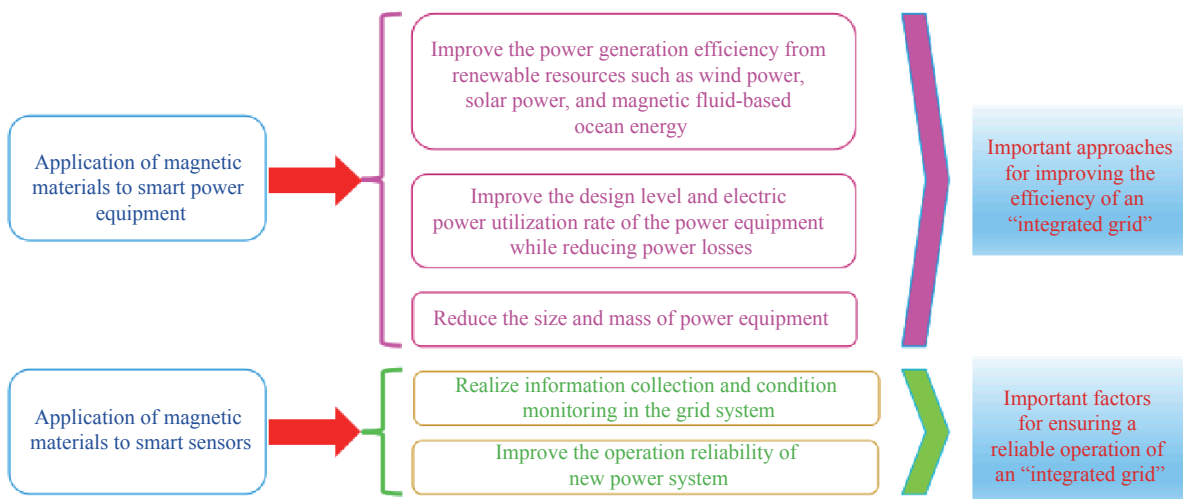 Application of magnetic
materials to smart power
equipment
Improve the power generation efficiency from
renewable resources such as wind power,
solar power, and magnetic fluid-based
ocean energy
Improve the design level and electric
power utilization rate of the power equipment
while reducing power losses
Reduce the size and mass of power equipment
Important approaches
for improving the
efficiency of an
“integrated grid”
Application of magnetic
materials to smart sensors
Realize information collection and condition
monitoring in the grid system
Improve the operation reliability of
new power system
Important factors
for ensuring a
reliable operation of
an “integrated grid”